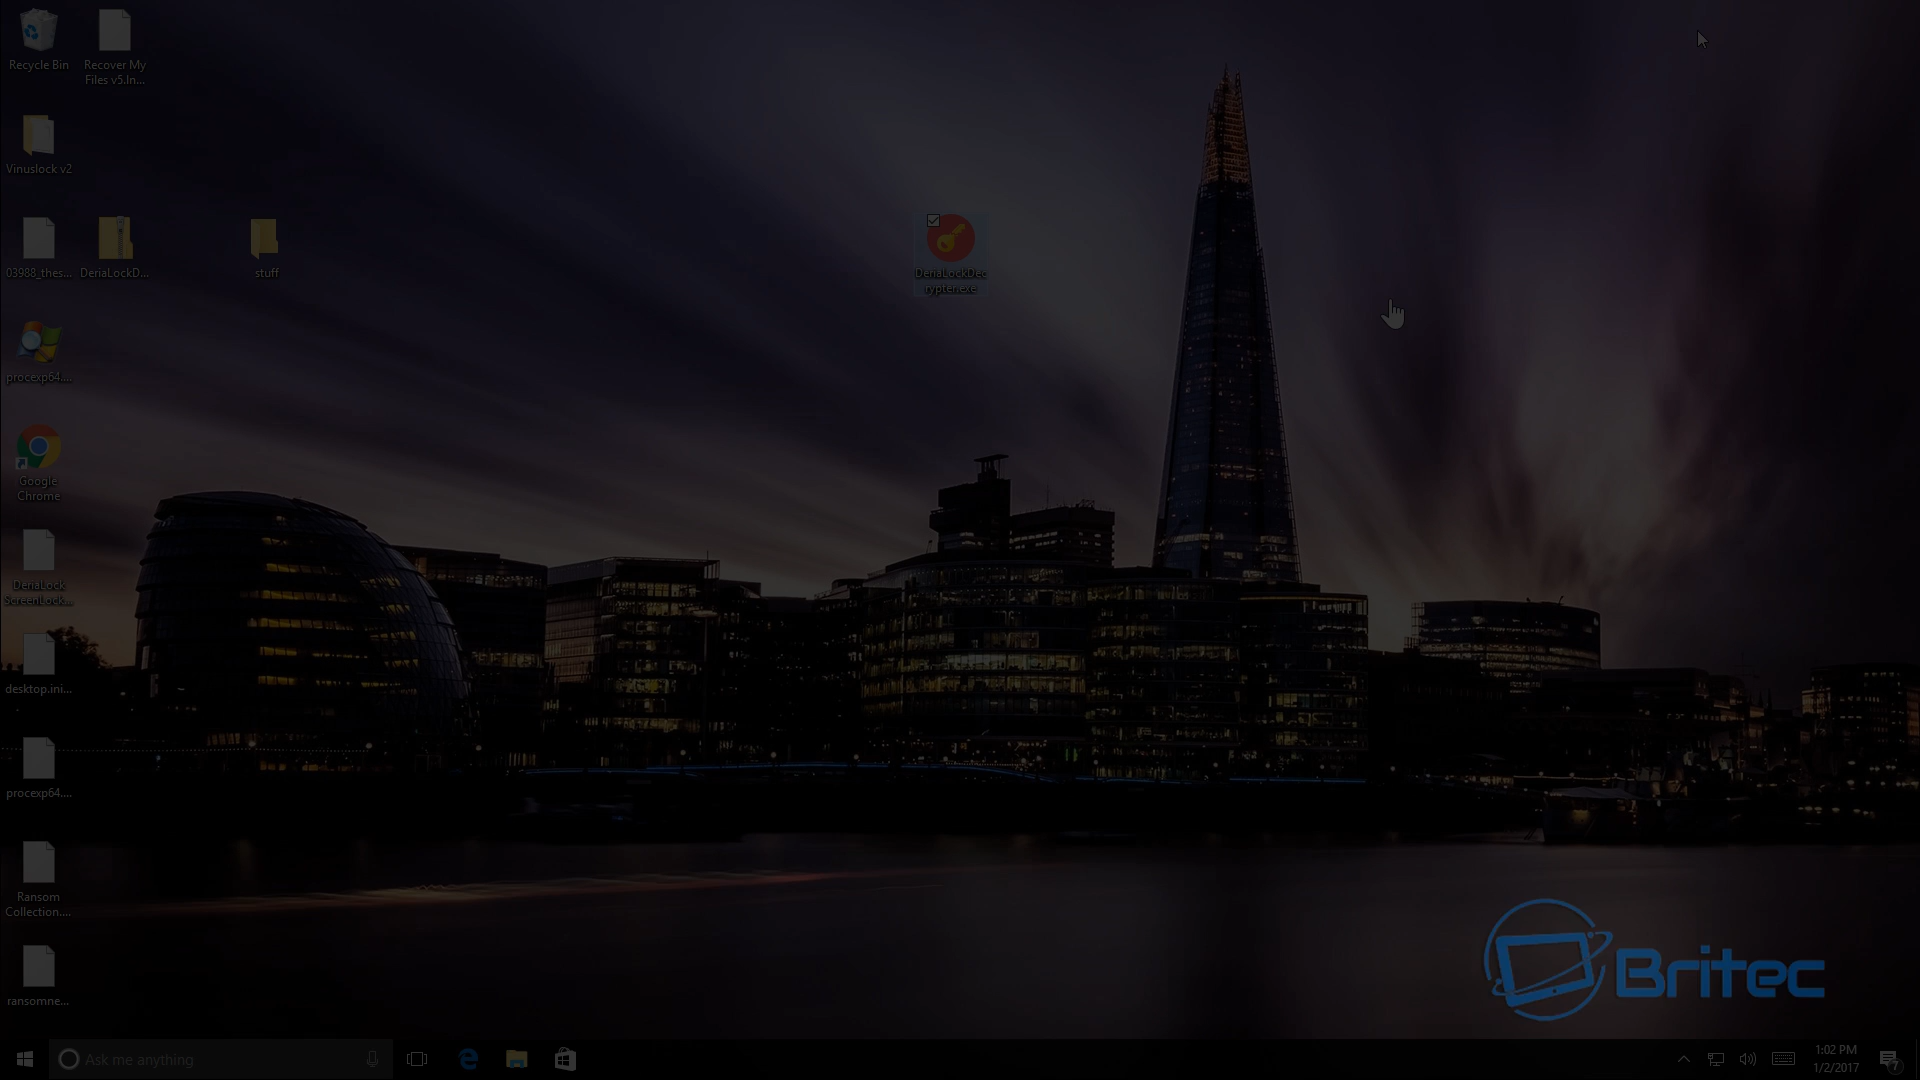 Recycle Bin
Recover My
Files v5.In...
Vinuslock v2
03988_thes...
DeriaLockD...
stuff
DeriaLockDec
rypter.exe
procexp64....
Google
Chrome
DeriaLock
ScreenLock...
desktop.ini...
procexp64....
Ransom
Collection....
ransomne...
Britec
Ask me anything
1:02 PM
1/2/2017
7